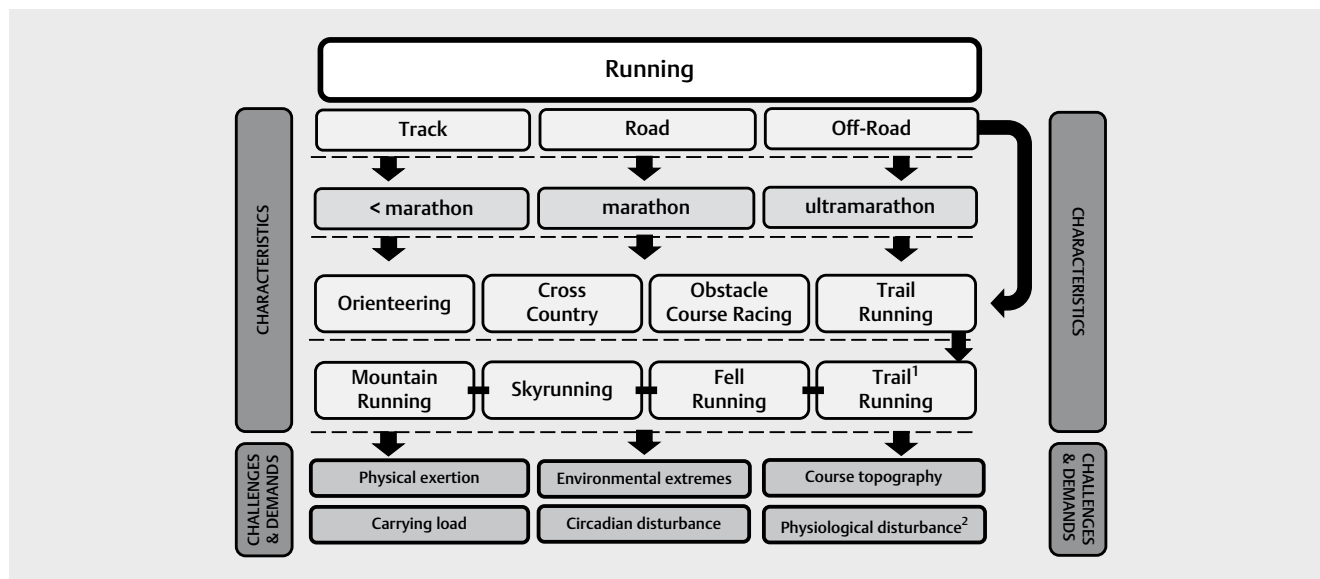 Running
CHARACTERISTICS
CHARACTERISTICS
Track
Road
Off-Road
< marathon
marathon
ultramarathon
Orienteering
Cross
Country
Obstacle
Course Racing
Trail
Running
Mountain
Running
Skyrunning
Fell
Running
Trail¹
Running
CHALLENGES
& DEMANDS
CHALLENGES
& DEMANDS
Physical exertion
Environmental extremes
Course topography
Carrying load
Circadian disturbance
Physiological disturbance²